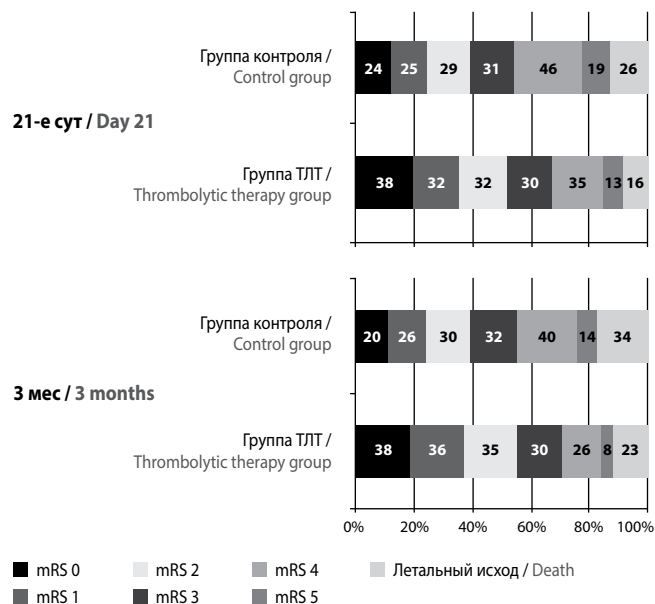 Группа контроля /
Control group
24 25 29 31 46 19 26
21-е сут / Day 21
Группа ТЛТ /
Thrombolytic therapy group
38 32 32 30 35 13 16
Группа контроля /
Control group
20 26 30 32 40 14 34
3 мес / 3 months
Группа ТЛТ /
Thrombolytic therapy group
38 36 35 30 26 8 23
0% 20% 40% 60% 80% 100%
mRS 0 mRS 2 mRS 4 Летальный исход / Death
mRS 1 mRS 3 mRS 5